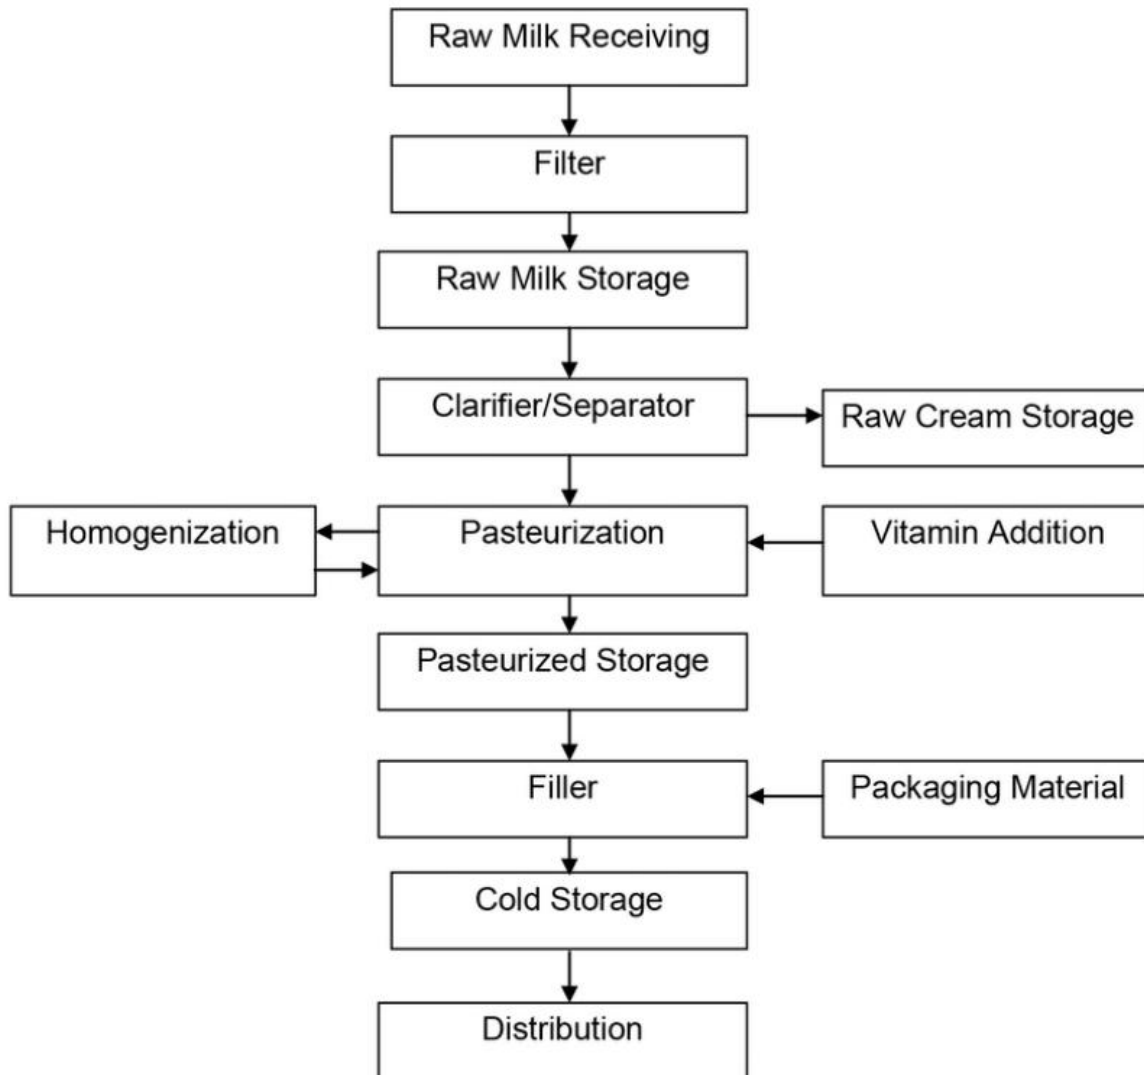 Raw Milk Receiving
Filter
Raw Milk Storage
Clarifier/Separator
Raw Cream Storage
Homogenization
Pasteurization
Vitamin Addition
Pasteurized Storage
Filler
Packaging Material
Cold Storage
Distribution